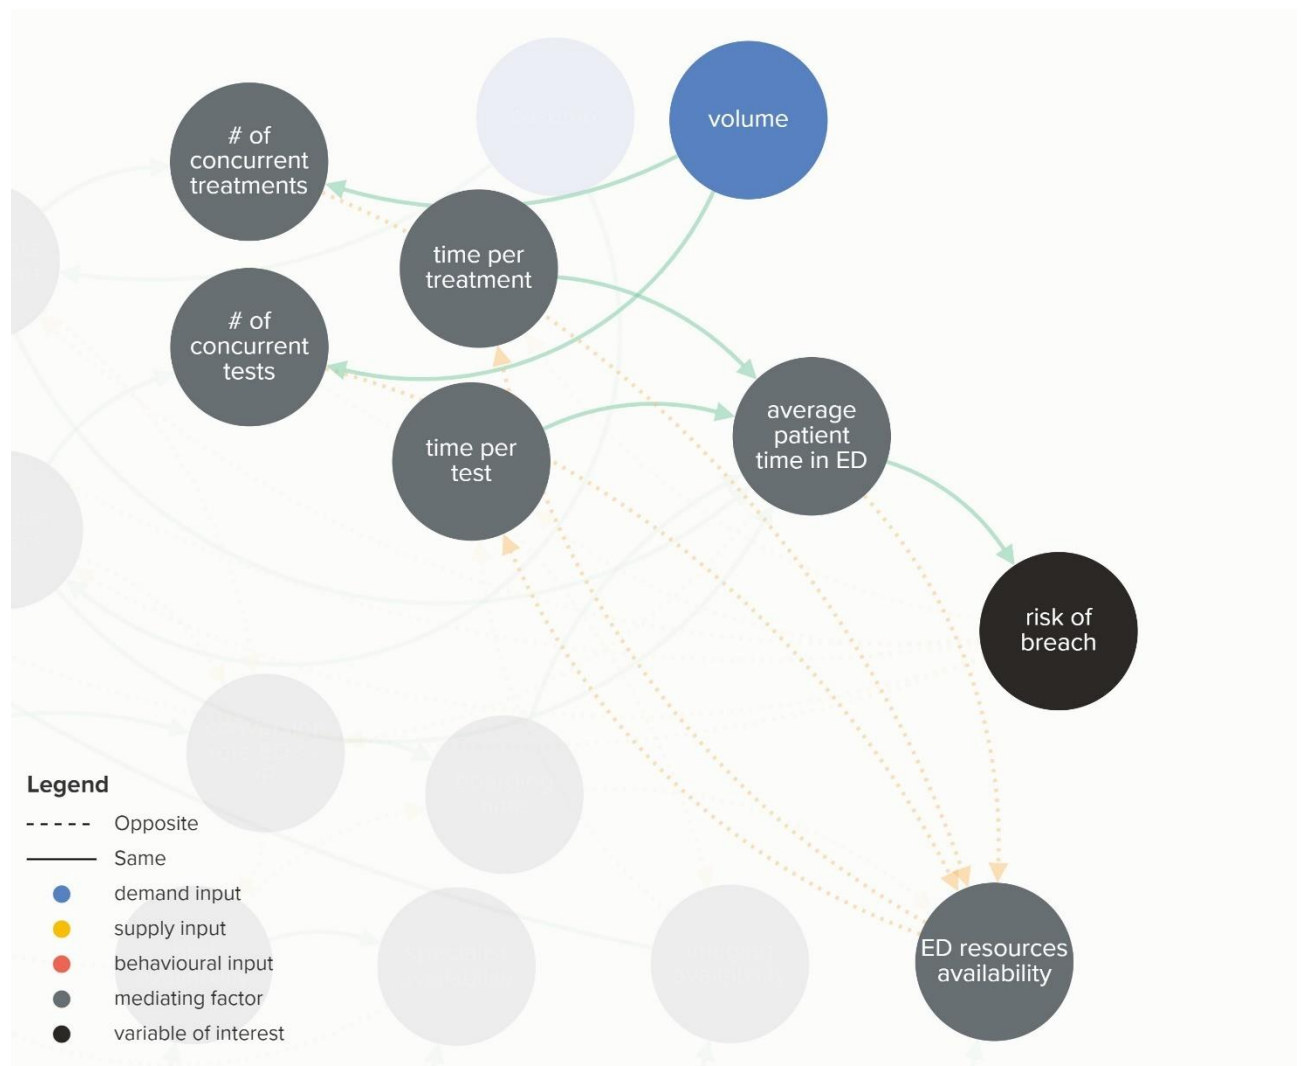 volume
# of
concurrent
treatments
time per
treatment
# of
concurrent
tests
average
patient
time in ED
time per
test
risk of
breach
ED resources
availability
Legend
Opposite
Same
demand input
supply input
behavioural input
mediating factor
variable of interest